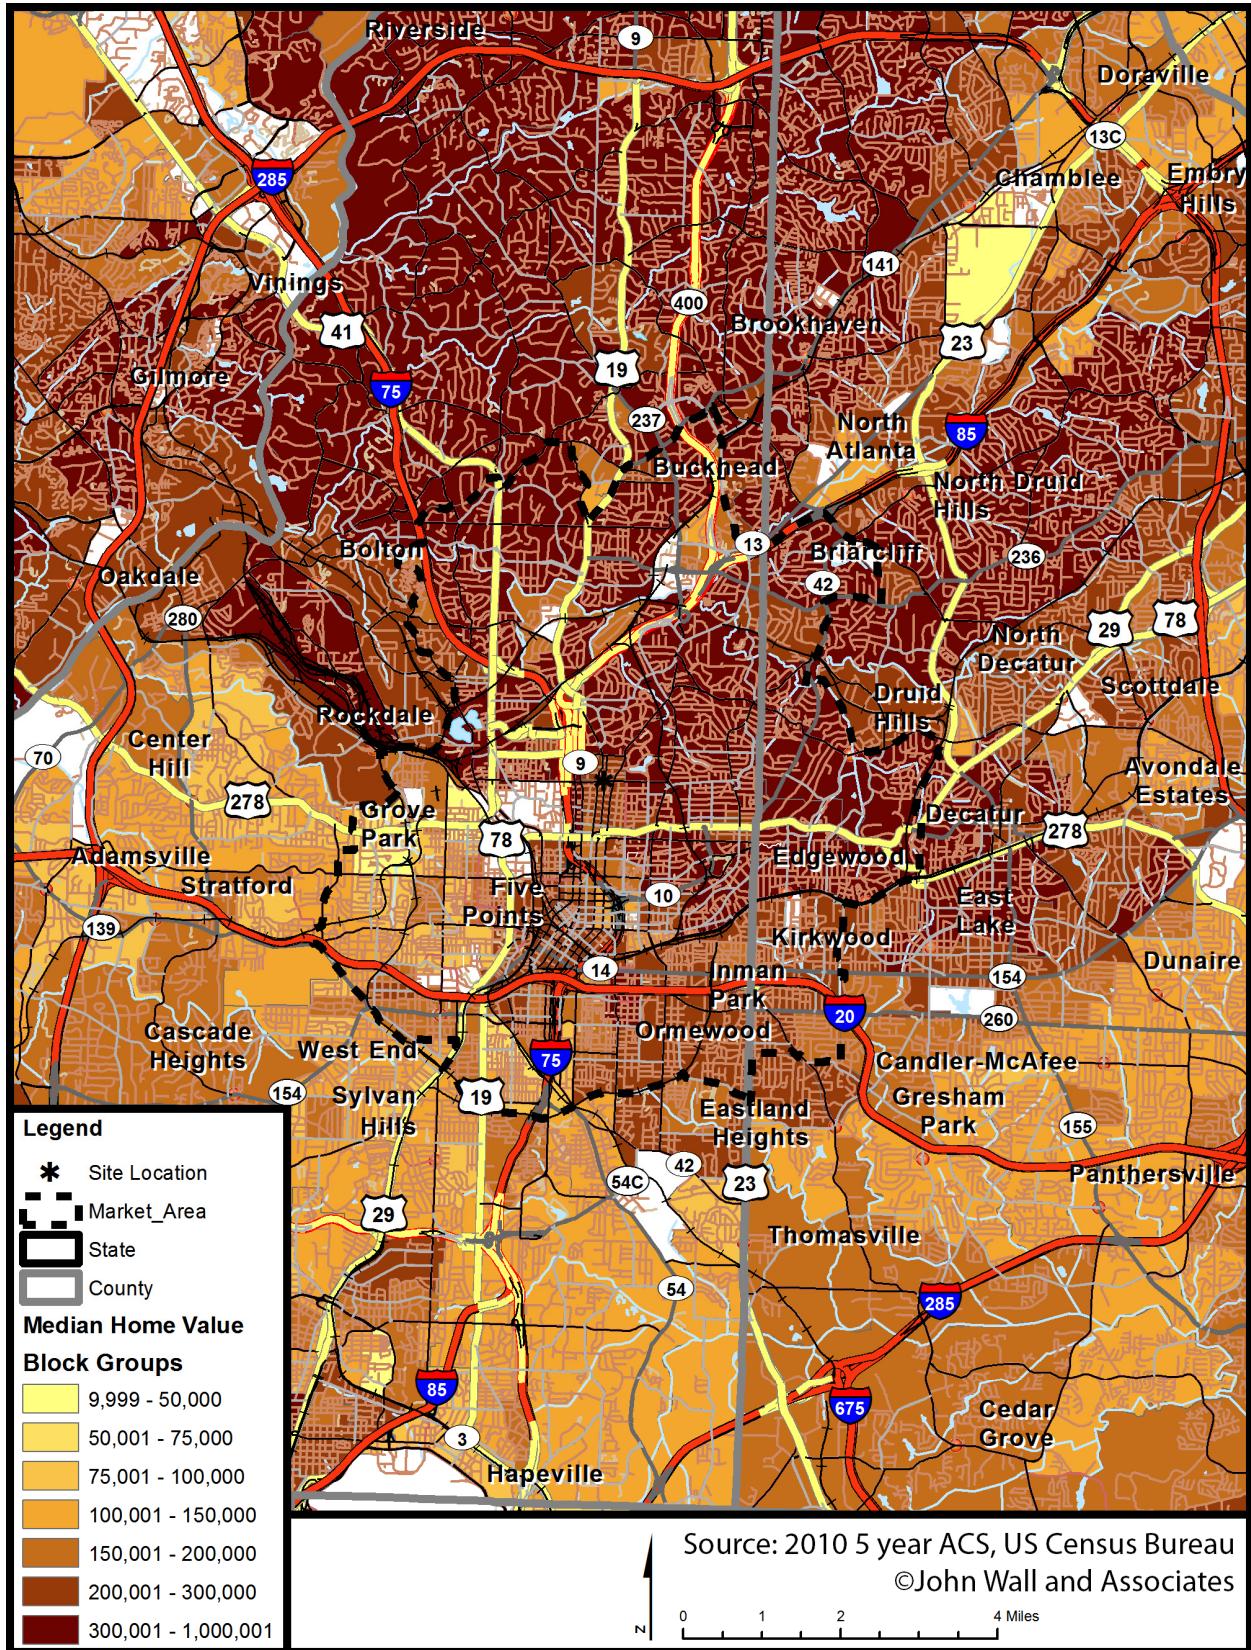 Riverside
9
Doraville
13C
Chamblee
Embry
Hills
285
141
Vinings
400
41
Brookhaven
23
19
Gilmore
75
237
North
Atlanta
85
Buckhead
North Druid
Hills
13
Bolton
Briarcliff
236
Oakdale
42
280
29
78
North
Decatur
Scottdale
Druid
Hills
Rockdale
Center
Hill
70
9
Avondale
Estates
278
Grove
Park
Decatur
278
78
Adamsville
Edgewood
Stratford
Five
Points
10
East
Lake
139
Kirkwood
Dunaire
14
Inman
Park
154
20
260
Cascade
Heights
West End
Ormewood
75
Candler-McAfee
154
Sylvan
Hills
19
Gresham
Park
Eastland
Heights
155
42
54C
23
Panthersville
29
Thomasville
54
285
85
675
Cedar
Grove
3
Hapeville
Legend
Site Location
Market_Area
State
County
Median Home Value
Block Groups
9,999 - 50,000
50,001 - 75,000
75,001 - 100,000
100,001 - 150,000
150,001 - 200,000
200,001 - 300,000
300,001 - 1,000,001
Source: 2010 5 year ACS, US Census Bureau
©John Wall and Associates
N
0 1 2 4 Miles